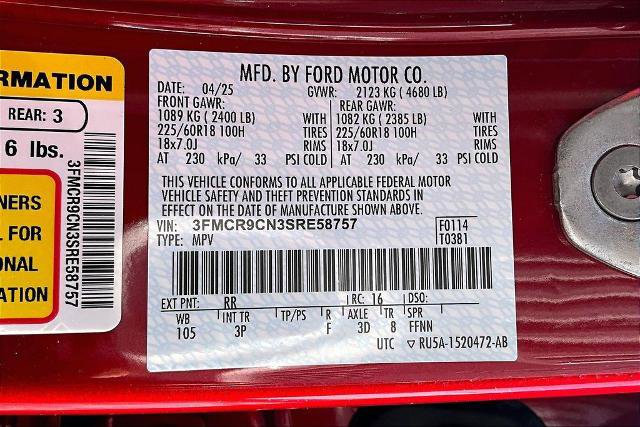 RMATION
REAR: 3
6 lbs.
NERS
L FOR
ONAL
ATION
3FMCR9CN3SRE58757
MFD. BY FORD MOTOR CO.
DATE: 04/25 GVWR: 2123 KG ( 4680 LB)
FRONT GAWR: REAR GAWR:
1089 KG ( 2400 LB) WITH 1082 KG ( 2385 LB) WITH
225/60R18 100H TIRES 225/60R18 100H TIRES
18x7.0J RIMS 18x7.0J RIMS
AT 230 kPa/ 33 PSI COLD AT 230 kPa/ 33 PSI COLD
THIS VEHICLE CONFORMS TO ALL APPLICABLE FEDERAL MOTOR
VEHICLE SAFETY AND THEFT PREVENTION STANDARDS IN
EFFECT ON THE DATE OF MANUFACTURE SHOWN ABOVE.
VIN: 3FMCR9CN3SRE58757 F0114
TYPE: MPV T0381
EXT PNT: RR RC: 16 DSO:
WB INT TR TP/PS R AXLE TR SPR
105 3P F 3D 8 FFNN
UTC RU5A-1520472-AB